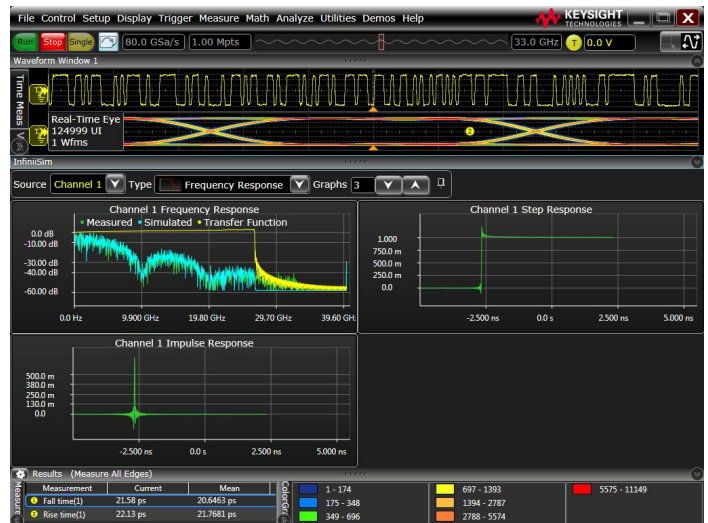 File Control Setup Display Trigger Measure Math Analyze Utilities Demos Help
KEYSIGHT
TECHNOLOGIES
Run Stop Single 80.0 GSa/s 1.00 Mpts 33.0 GHz T 0.0 V
Waveform Window 1
Time Meas
Real-Time Eye
124999 UI
1 Wfms
2
InfiniiSim
Source Channel 1 Type Frequency Response Graphs 3
Channel 1 Frequency Response
Measured Simulated Transfer Function
0.0 dB
-10.00 dB
-30.00 dB
-40.00 dB
-60.00 dB
0.0 Hz 9.900 GHz 19.80 GHz 29.70 GHz 39.60 GHz
Channel 1 Step Response
1.000
750.0 m
500.0 m
250.0 m
0.0
-2.500 ns 0.0 s 2.500 ns 5.000 ns
Channel 1 Impulse Response
500.0 m
380.0 m
250.0 m
130.0 m
0.0
-2.500 ns 0.0 s 2.500 ns 5.000 ns
Results (Measure All Edges)
Measure
Measurement Current Mean
Fall time(1) 21.58 ps 20.6463 ps
2 Rise time(1) 22.13 ps 21.7681 ps
1 - 174 697 - 1393 5575 - 11149
175 - 348 1394 - 2787
349 - 696 2788 - 5574